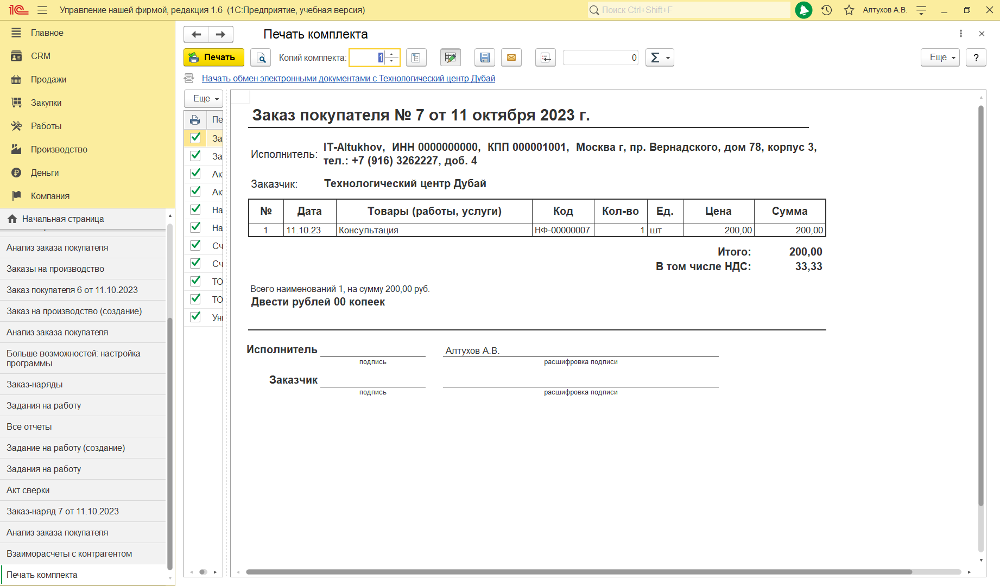 1С Управление нашей фирмой, редакция 1.6 (1С:Предприятие, учебная версия)
Поиск Ctrl+Shift+F
Алтухов А.В.
Главное
CRM
Продажи
Закупки
Работы
Производство
Деньги
Компания
Начальная страница
Анализ заказа покупателя
Заказы на производство
Заказ покупателя 6 от 11.10.2023
Заказ на производство (создание)
Анализ заказа покупателя
Больше возможностей: настройка
программы
Заказ-наряды
Задания на работу
Все отчеты
Задание на работу (создание)
Задания на работу
Акт сверки
Заказ-наряд 7 от 11.10.2023
Анализ заказа покупателя
Взаиморасчеты с контрагентом
Печать комплекта
Печать комплекта
Печать Копий комплекта: 1 0 Σ Еще ?
Начать обмен электронными документами с Технологический центр Дубай
Еще
Пе
За
За
Ак
Ак
На
На
Сч
Сч
ТО
ТО
Уни
Заказ покупателя № 7 от 11 октября 2023 г.
Исполнитель: IT-Altukhov, ИНН 0000000000, КПП 000001001, Москва г, пр. Вернадского, дом 78, корпус 3,
тел.: +7 (916) 3262227, доб. 4
Заказчик: Технологический центр Дубай
№ Дата Товары (работы, услуги) Код Кол-во Ед. Цена Сумма
1 11.10.23 Консультация НФ-00000007 1 шт 200,00 200,00
Итого: 200,00
В том числе НДС: 33,33
Всего наименований 1, на сумму 200,00 руб.
Двести рублей 00 копеек
Исполнитель Алтухов А.В.
подпись расшифровка подписи
Заказчик
подпись расшифровка подписи